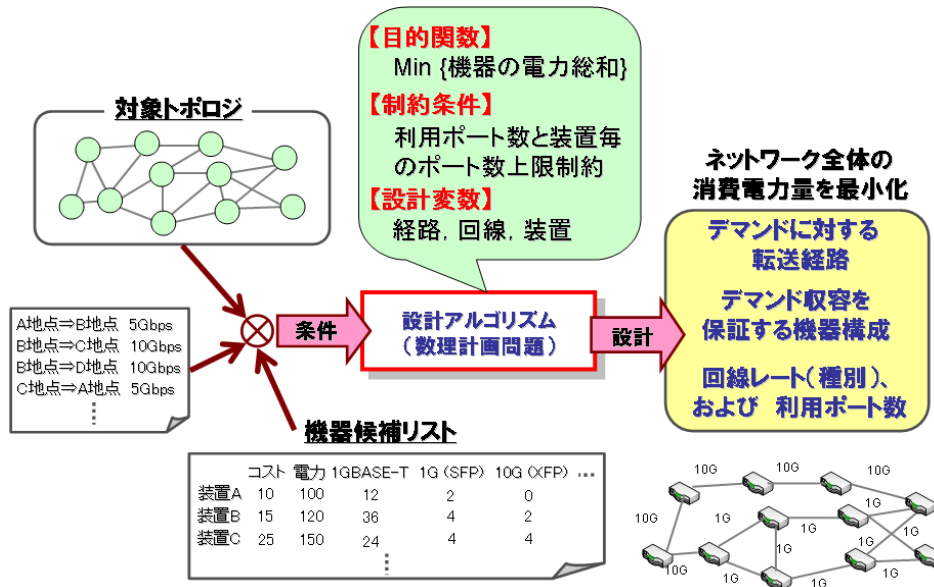 【目的関数】
Min {機器の電力総和}
【制約条件】
利用ポート数と装置毎
のポート数上限制約
【設計変数】
経路, 回線, 装置
対象トポロジ
ネットワーク全体の
消費電力量を最小化
デマンドに対する
転送経路
デマンド収容を
保証する機器構成
回線レート(種別)、
および 利用ポート数
A地点⇒B地点 5Gbps
B地点⇒C地点 10Gbps
B地点⇒D地点 10Gbps
C地点⇒A地点 5Gbps
⋮
条件
設計アルゴリズム
(数理計画問題)
設計
機器候補リスト
コスト 電力 1GBASE-T 1G (SFP) 10G (XFP) …
装置A 10 100 12 2 0
装置B 15 120 36 4 2
装置C 25 150 24 4 4
⋮
10G
10G
10G
10G
1G
1G
1G
1G
1G
1G
1G
1G
10G
1G
1G
1G